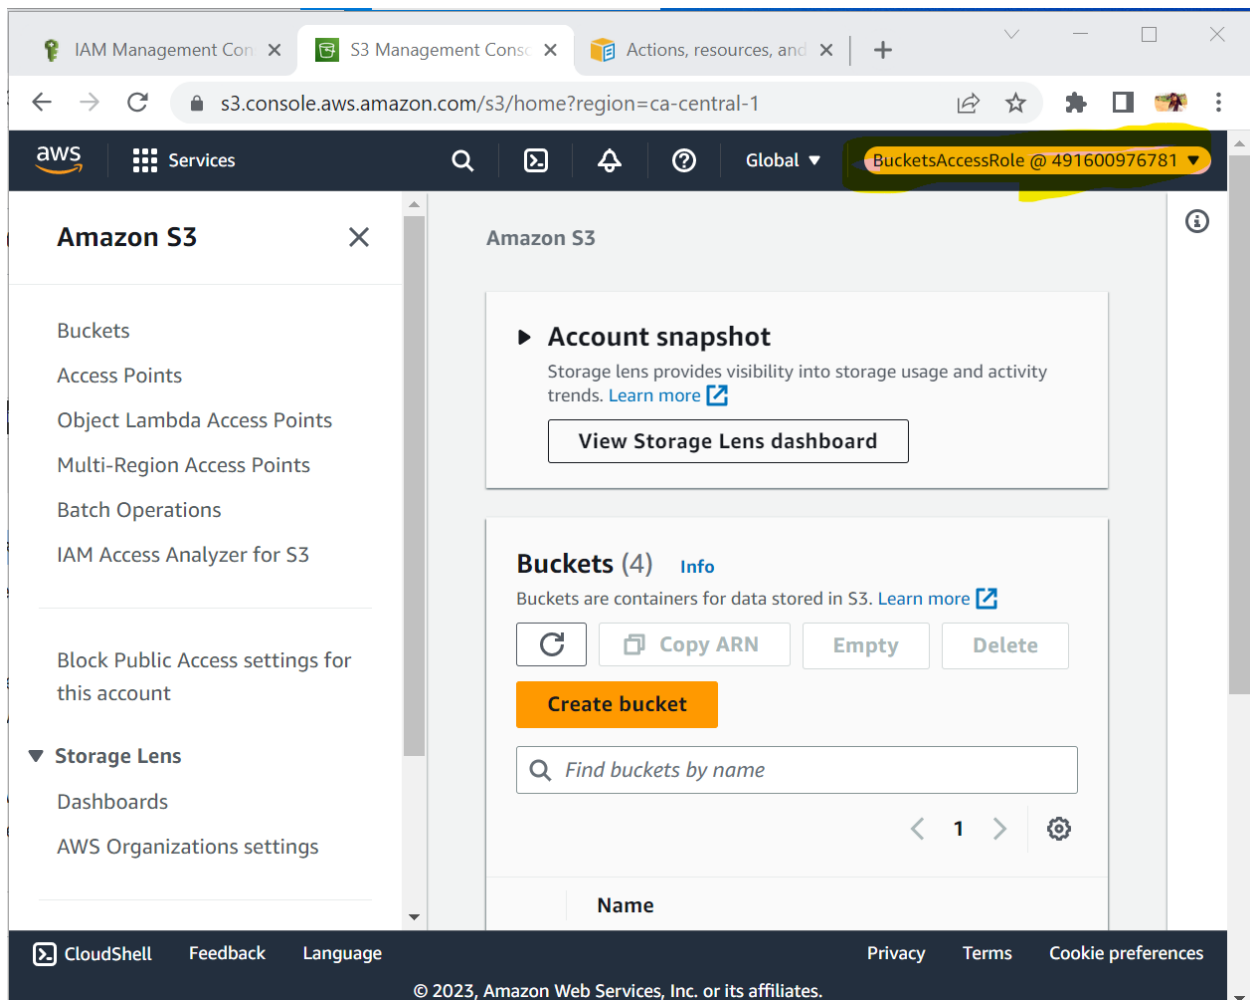 IAM Management Con
S3 Management Consc
Actions, resources, and
s3.console.aws.amazon.com/s3/home?region=ca-central-1
aws
Services
Global
BucketsAccessRole @ 491600976781
Amazon S3
Buckets
Access Points
Object Lambda Access Points
Multi-Region Access Points
Batch Operations
IAM Access Analyzer for S3
Block Public Access settings for
this account
Storage Lens
Dashboards
AWS Organizations settings
Amazon S3
Account snapshot
Storage lens provides visibility into storage usage and activity
trends. Learn more
View Storage Lens dashboard
Buckets (4) Info
Buckets are containers for data stored in S3. Learn more
Copy ARN
Empty
Delete
Create bucket
Find buckets by name
1
Name
CloudShell
Feedback
Language
Privacy
Terms
Cookie preferences
© 2023, Amazon Web Services, Inc. or its affiliates.